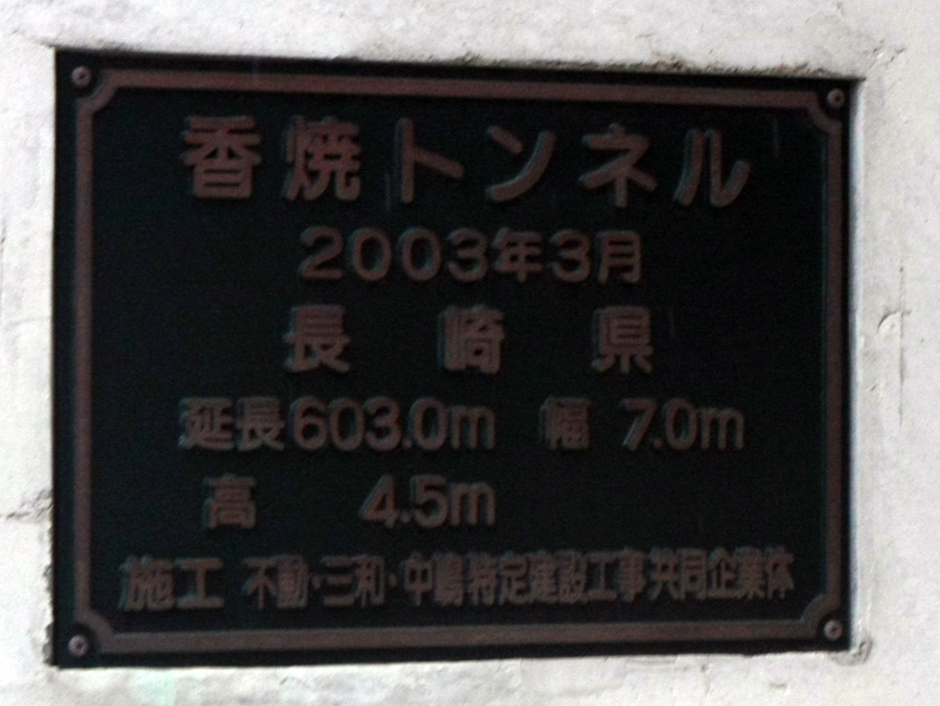 香焼トンネル
2003年3月
長崎県
延長603.0m 幅 7.0m
高 4.5m
施工 不動・三和・中嶋特定建設工事共同企業体